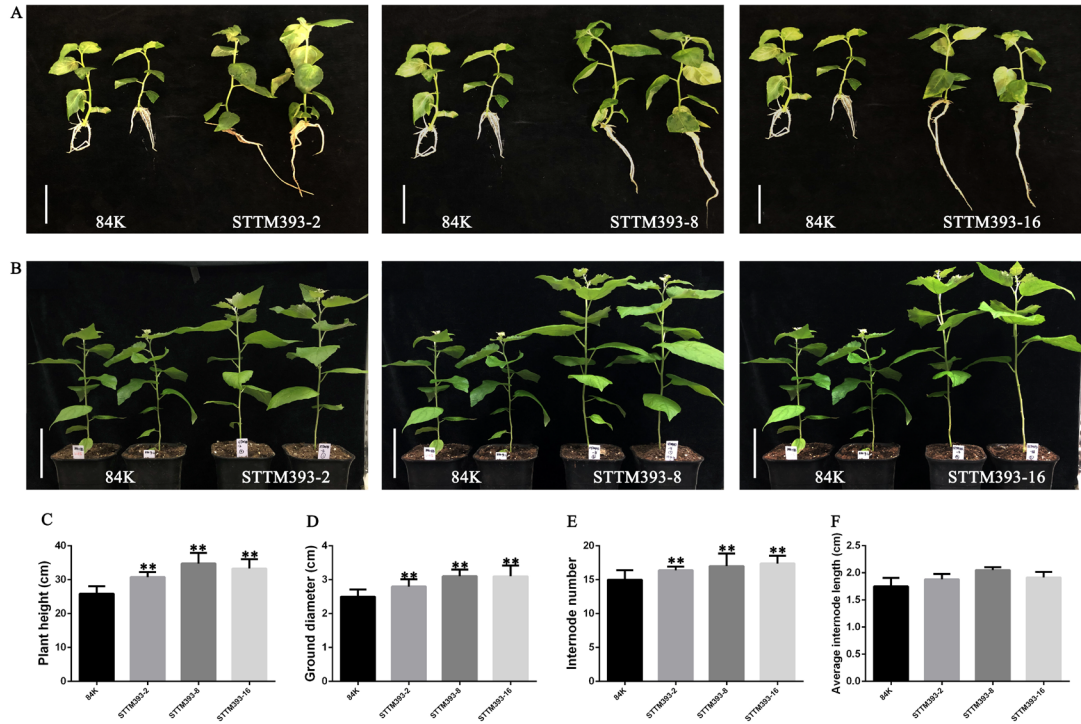 A
84K STTM393-2 84K STTM393-8 84K STTM393-16
B
84K STTM393-2 84K STTM393-8 84K STTM393-16
C
Plant height (cm)
40
30
20
10
0
** ** **
84K STTM393-2 STTM393-8 STTM393-16
D
Ground diameter (cm)
4
3
2
1
0
** ** **
84K STTM393-2 STTM393-8 STTM393-16
E
Internode number
20
15
10
5
0
** ** **
84K STTM393-2 STTM393-8 STTM393-16
F
Average internode length (cm)
2.5
2.0
1.5
1.0
0.5
0.0
84K STTM393-2 STTM393-8 STTM393-16